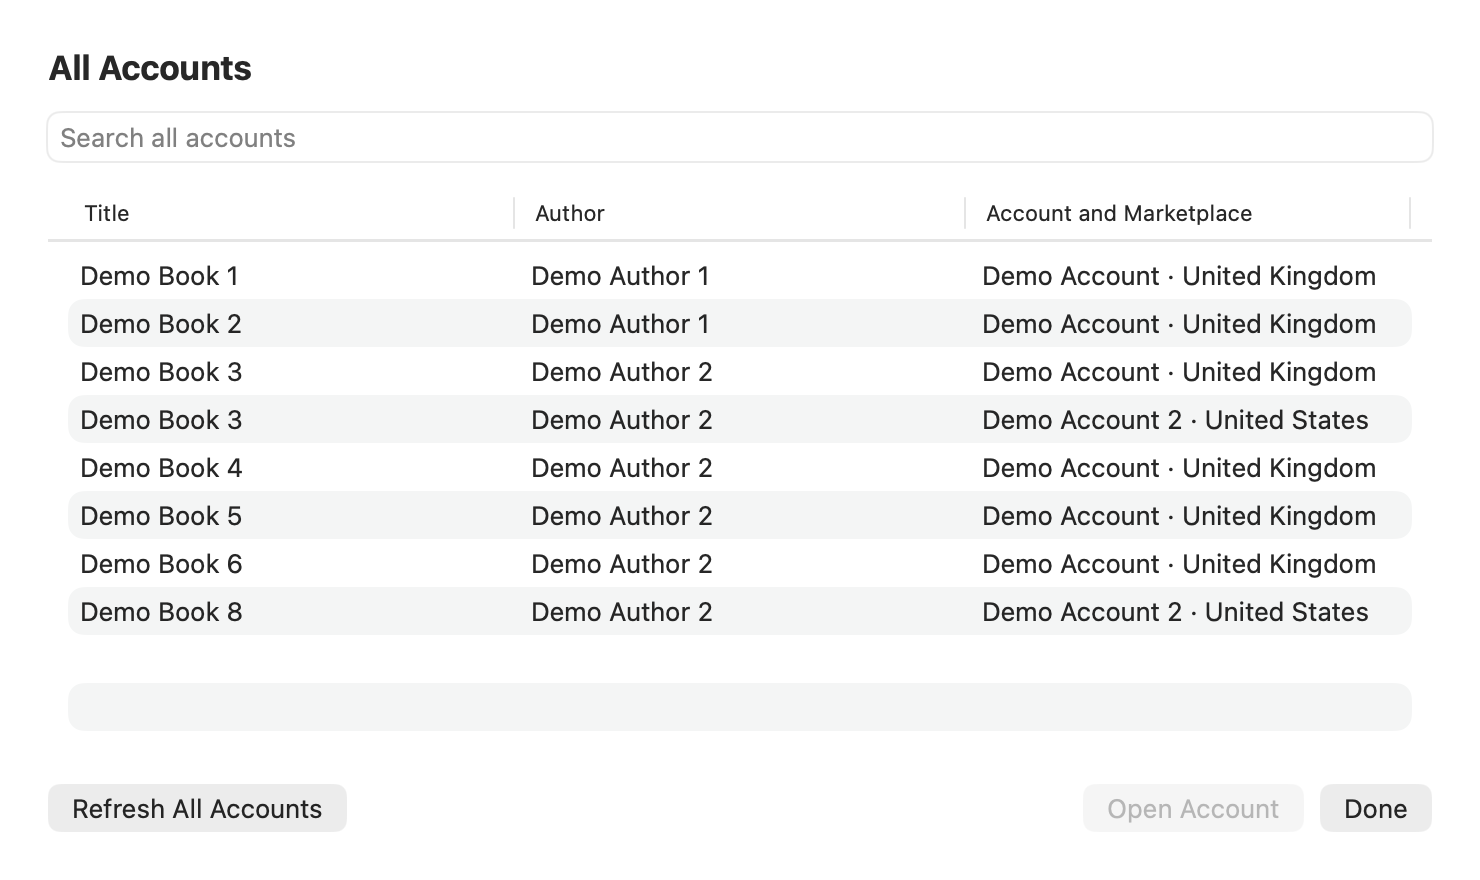 All Accounts
Search all accounts
Title Author Account and Marketplace
Demo Book 1 Demo Author 1 Demo Account · United Kingdom
Demo Book 2 Demo Author 1 Demo Account · United Kingdom
Demo Book 3 Demo Author 2 Demo Account · United Kingdom
Demo Book 3 Demo Author 2 Demo Account 2 · United States
Demo Book 4 Demo Author 2 Demo Account · United Kingdom
Demo Book 5 Demo Author 2 Demo Account · United Kingdom
Demo Book 6 Demo Author 2 Demo Account · United Kingdom
Demo Book 8 Demo Author 2 Demo Account 2 · United States
Refresh All Accounts Open Account Done